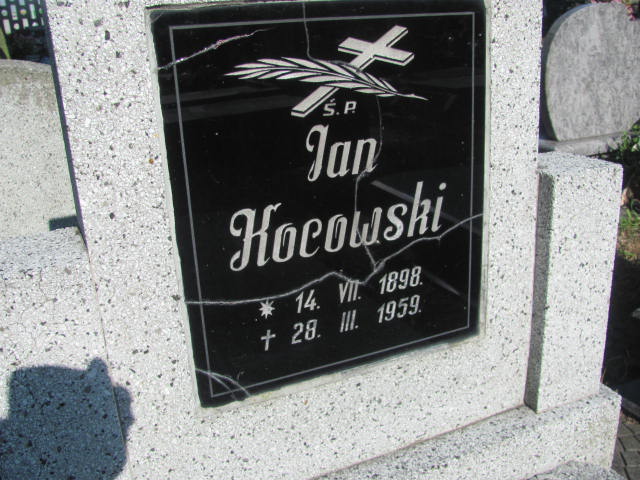 Ś. P.
Jan
Kocowski
* 14. VII. 1898.
† 28. III. 1959.